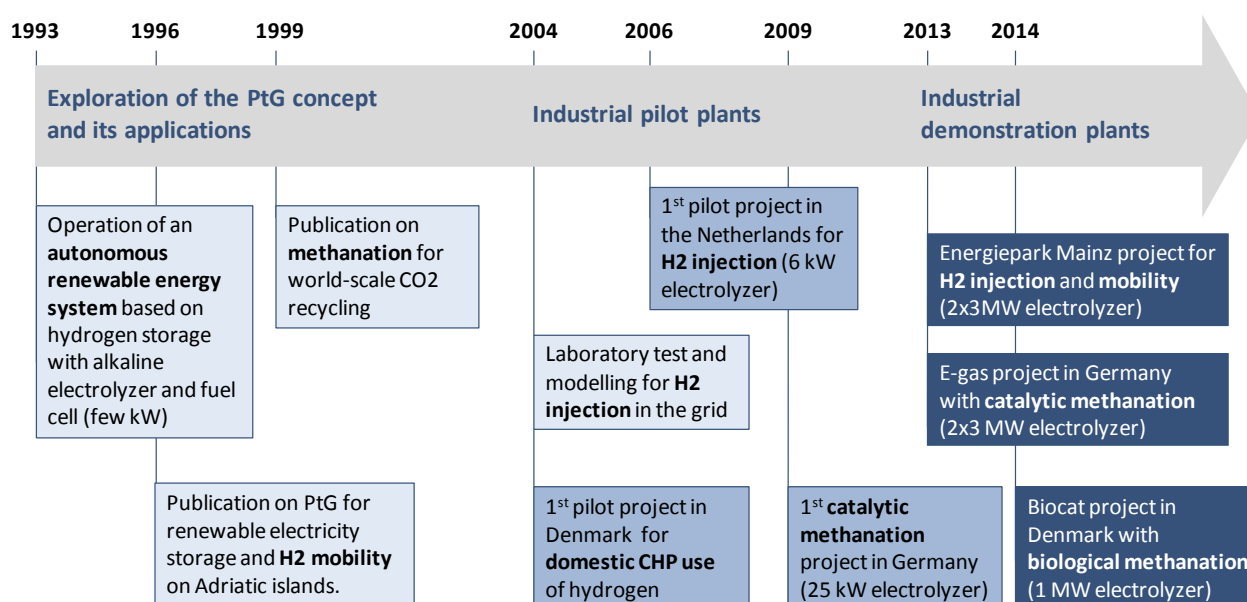 1993
1996
1999
2004
2006
2009
2013
2014
Exploration of the PtG concept
and its applications
Industrial pilot plants
Industrial
demonstration plants
Operation of an
autonomous
renewable energy
system based on
hydrogen storage
with alkaline
electrolyzer and fuel
cell (few kW)
Publication on
methanation for
world-scale CO2
recycling
1st pilot project in
the Netherlands for
H2 injection (6 kW
electrolyzer)
Energiepark Mainz project for
H2 injection and mobility
(2x3MW electrolyzer)
Laboratory test and
modelling for H2
injection in the grid
E-gas project in Germany
with catalytic methanation
(2x3 MW electrolyzer)
Publication on PtG for
renewable electricity
storage and H2 mobility
on Adriatic islands.
1st pilot project in
Denmark for
domestic CHP use
of hydrogen
1st catalytic
methanation
project in Germany
(25 kW electrolyzer)
Biocat project in
Denmark with
biological methanation
(1 MW electrolyzer)